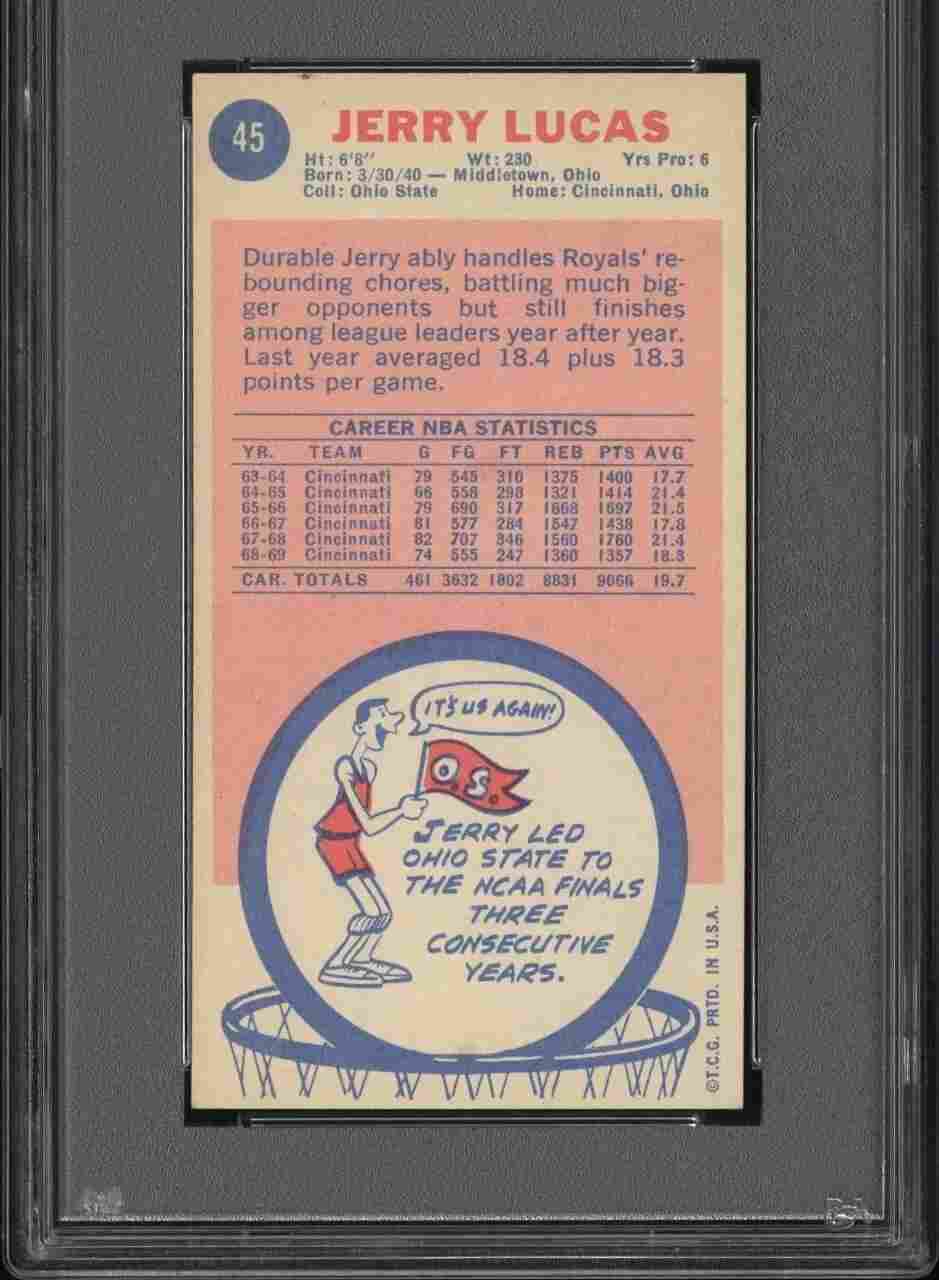 45
JERRY LUCAS
Ht: 6'8" Wt: 230 Yrs Pro: 6
Born: 3/30/40 — Middletown, Ohio
Coll: Ohio State Home: Cincinnati, Ohio
Durable Jerry ably handles Royals' re-
bounding chores, battling much big-
ger opponents but still finishes
among league leaders year after year.
Last year averaged 18.4 plus 18.3
points per game.
CAREER NBA STATISTICS
YR. TEAM G FG FT REB PTS AVG
63-64 Cincinnati 79 545 310 1375 1400 17.7
64-65 Cincinnati 66 558 298 1321 1414 21.4
65-66 Cincinnati 79 690 317 1668 1697 21.5
66-67 Cincinnati 81 577 284 1547 1438 17.8
67-68 Cincinnati 82 707 346 1560 1760 21.4
68-69 Cincinnati 74 555 247 1360 1357 18.3
CAR. TOTALS 461 3632 1802 8831 9066 19.7
IT'S US AGAIN!
O.S.
JERRY LED
OHIO STATE TO
THE NCAA FINALS
THREE
CONSECUTIVE
YEARS.
©T.C.G. PRTD. IN U.S.A.